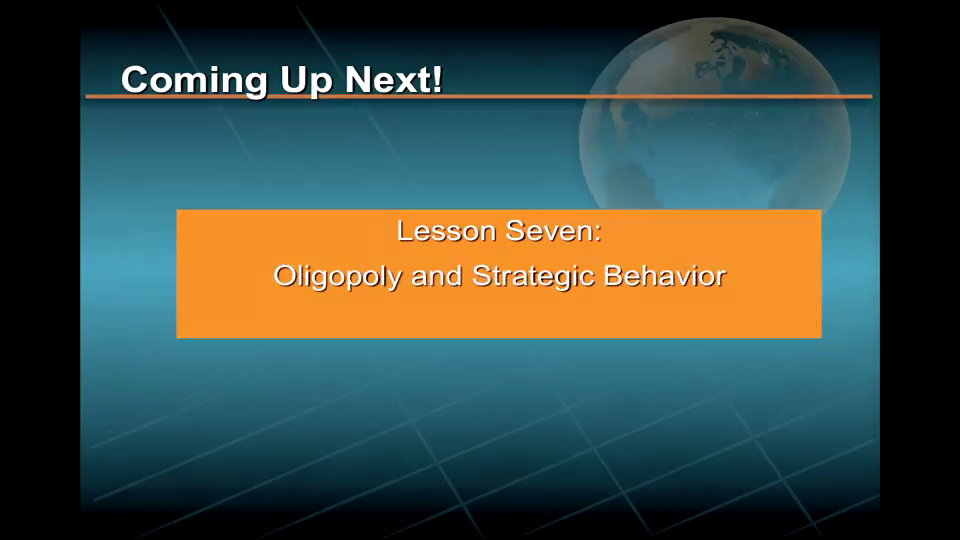 Coming Up Next!
Lesson Seven:
Oligopoly and Strategic Behavior